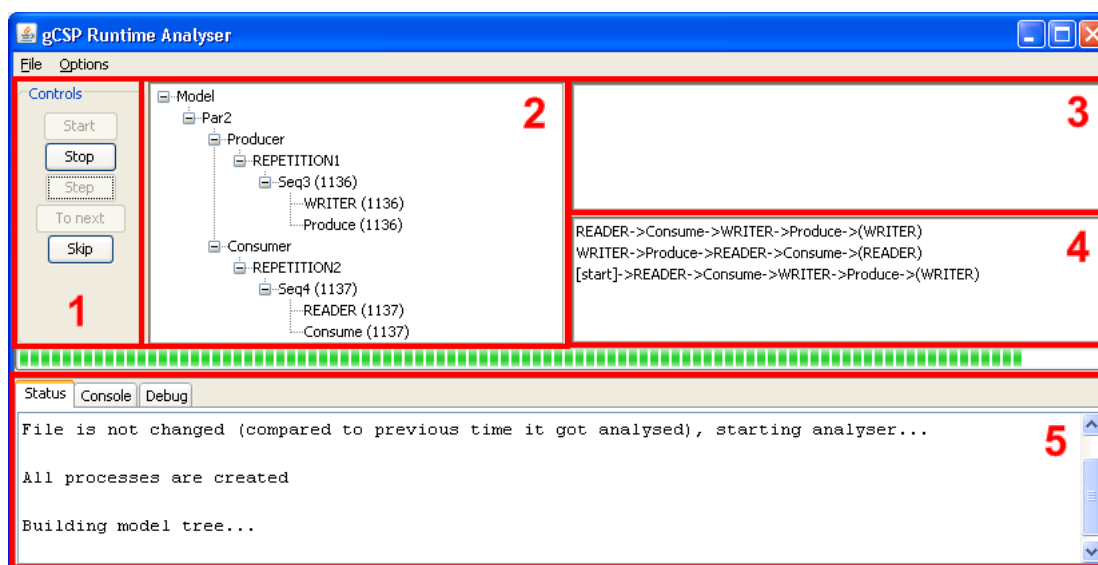 gCSP Runtime Analyser
File Options
Controls
Start
Stop
Step
To next
Skip
1
Model
Par2
Producer
REPETITION1
Seq3 (1136)
WRITER (1136)
Produce (1136)
Consumer
REPETITION2
Seq4 (1137)
READER (1137)
Consume (1137)
2
3
READER->Consume->WRITER->Produce->(WRITER)
WRITER->Produce->READER->Consume->(READER)
[start]->READER->Consume->WRITER->Produce->(WRITER)
4
Status Console Debug
File is not changed (compared to previous time it got analysed), starting analyser...
All processes are created
Building model tree...
5